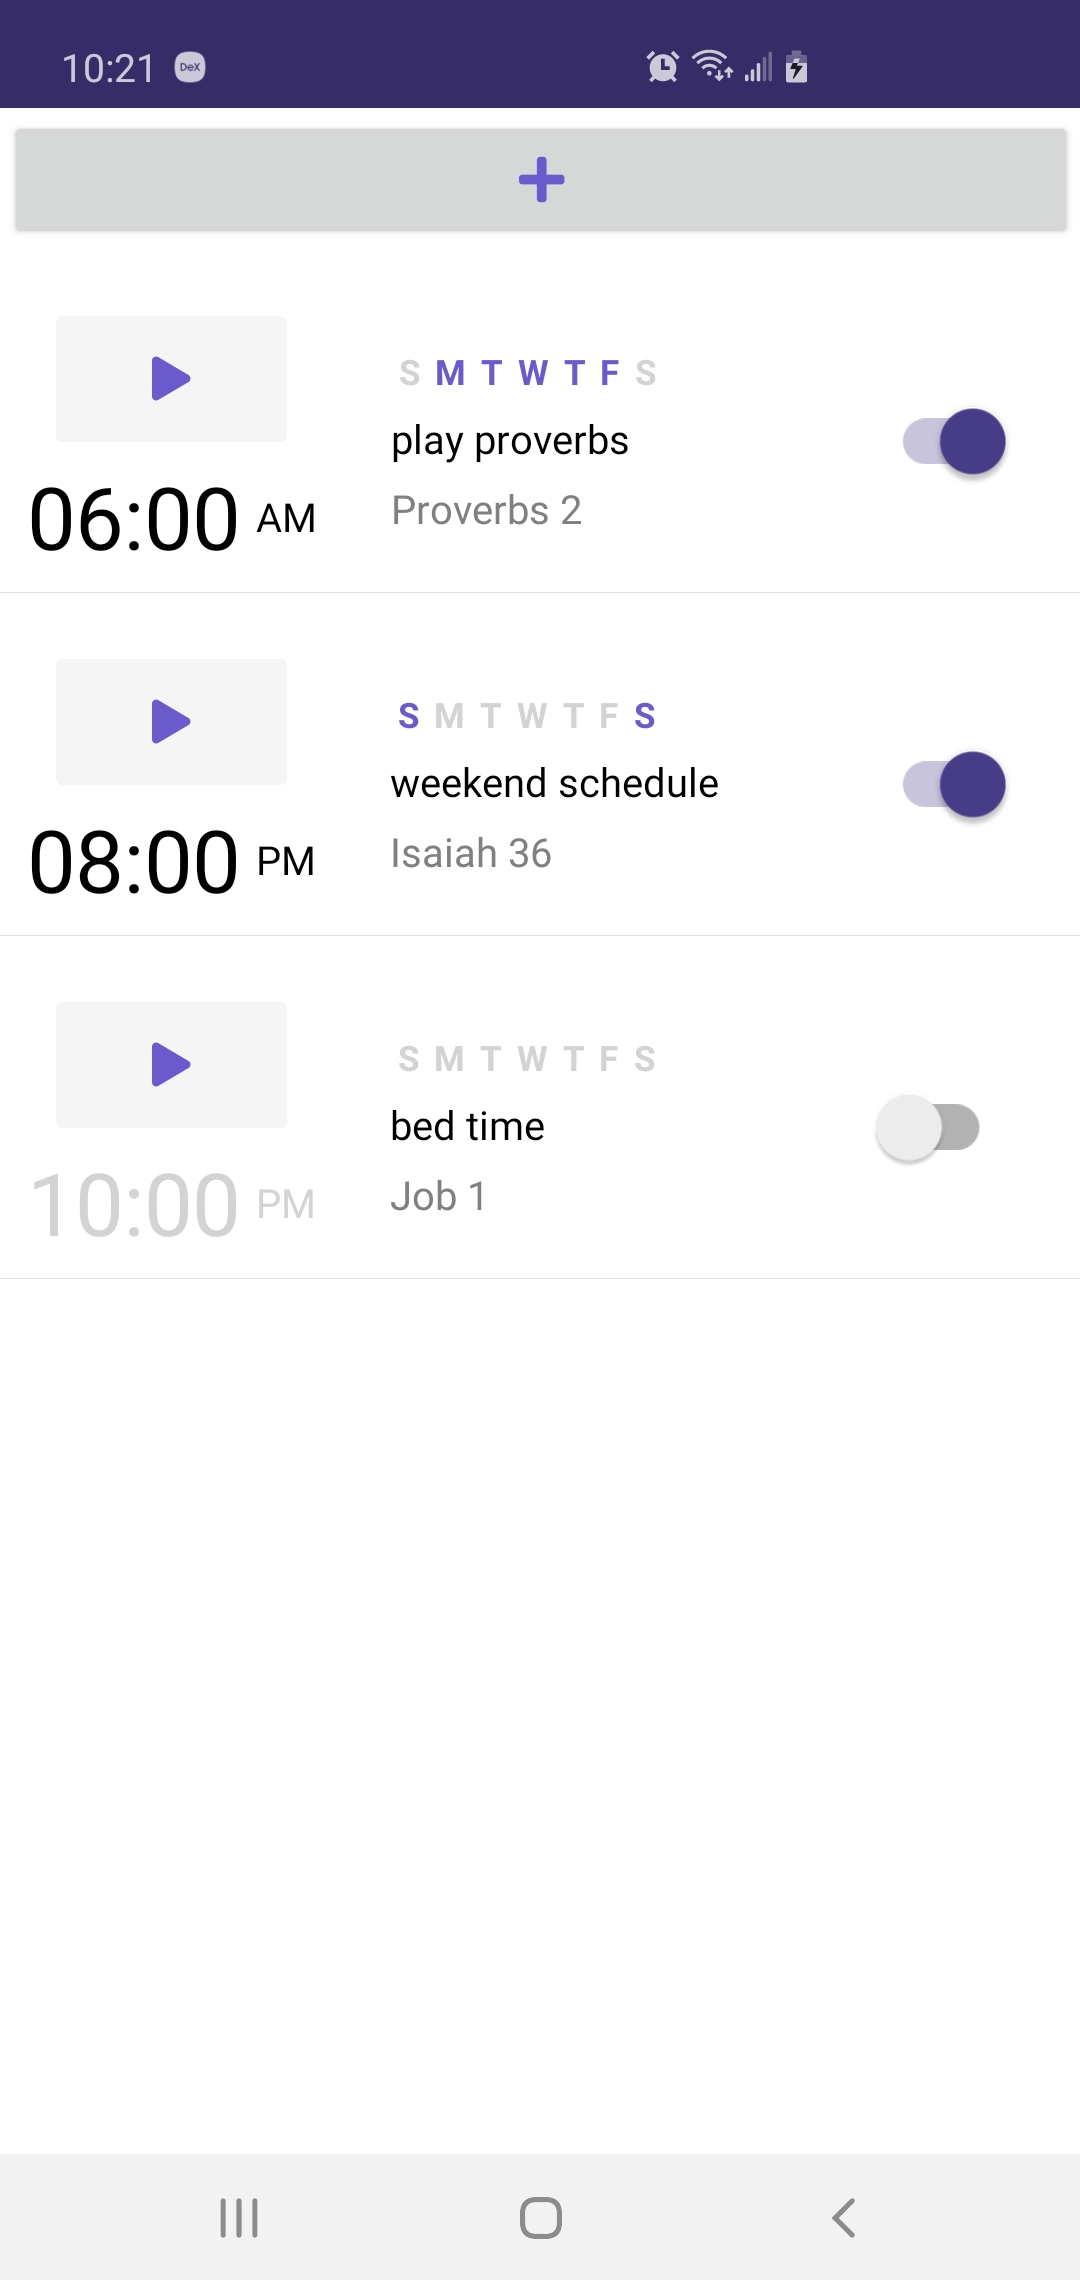 10:21 DeX
S M T W T F S
play proverbs
06:00 AM
Proverbs 2
S M T W T F S
weekend schedule
08:00 PM
Isaiah 36
S M T W T F S
bed time
10:00 PM
Job 1